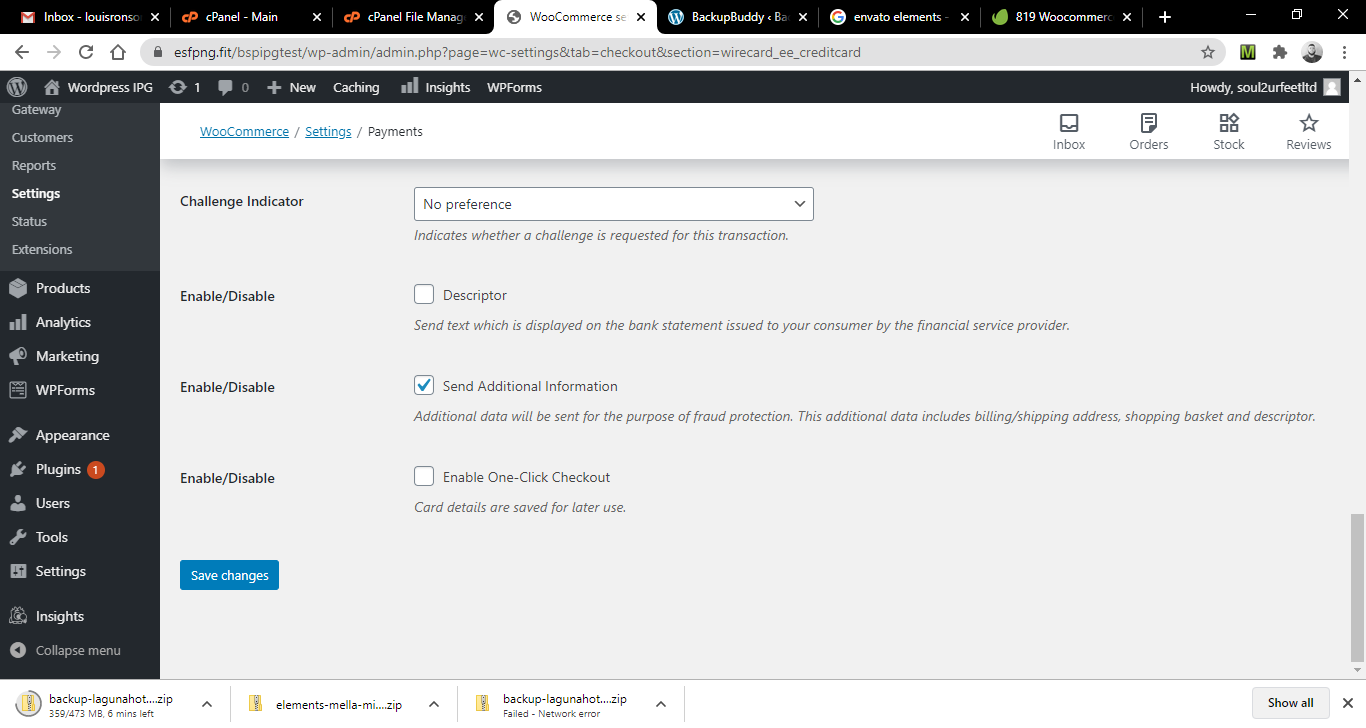 Inbox - louisronso
cPanel - Main
cPanel File Manag
WooCommerce se
BackupBuddy ‹ Ba
envato elements -
819 Woocommerc
esfpng.fit/bspipgtest/wp-admin/admin.php?page=wc-settings&tab=checkout&section=wirecard_ee_creditcard
Wordpress IPG 1 0 New Caching Insights WPForms Howdy, soul2urfeetltd
Gateway
Customers
Reports
Settings
Status
Extensions
Products
Analytics
Marketing
WPForms
Appearance
Plugins 1
Users
Tools
Settings
Insights
Collapse menu
WooCommerce / Settings / Payments
Inbox
Orders
Stock
Reviews
Challenge Indicator
No preference
Indicates whether a challenge is requested for this transaction.
Enable/Disable
Descriptor
Send text which is displayed on the bank statement issued to your consumer by the financial service provider.
Enable/Disable
Send Additional Information
Additional data will be sent for the purpose of fraud protection. This additional data includes billing/shipping address, shopping basket and descriptor.
Enable/Disable
Enable One-Click Checkout
Card details are saved for later use.
Save changes
backup-lagunahot....zip
359/473 MB, 6 mins left
elements-mella-mi....zip
backup-lagunahot....zip
Failed - Network error
Show all